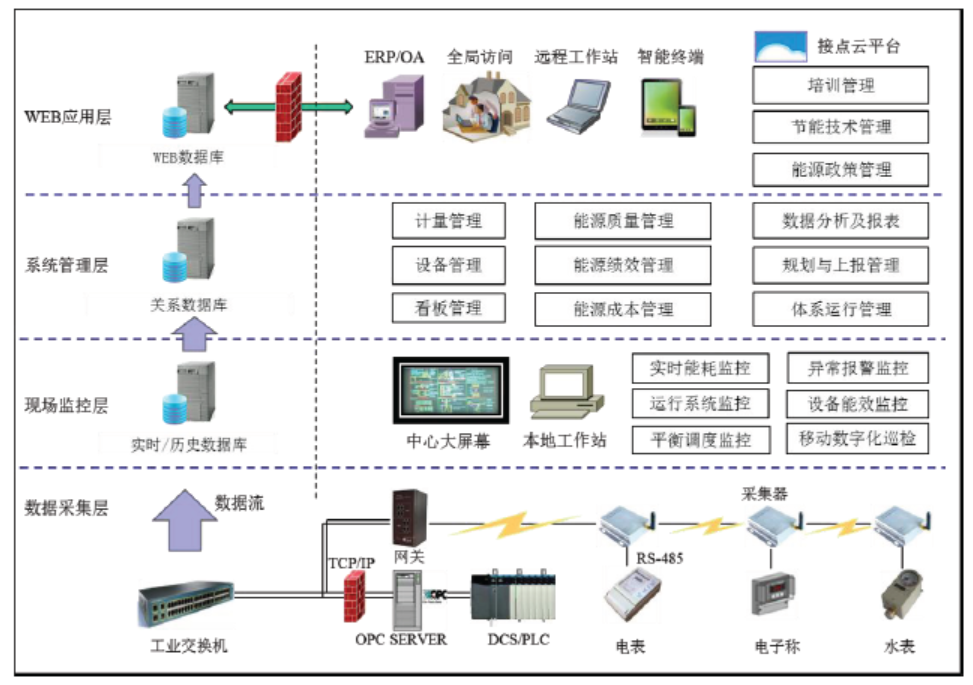 ERP/OA
全局访问
远程工作站
智能终端
接点云平台
培训管理
WEB应用层
节能技术管理
WEB数据库
能源政策管理
计量管理
能源质量管理
数据分析及报表
系统管理层
设备管理
能源绩效管理
规划与上报管理
关系数据库
看板管理
能源成本管理
体系运行管理
实时能耗监控
异常报警监控
现场监控层
运行系统监控
设备能效监控
实时/历史数据库
中心大屏幕
本地工作站
平衡调度监控
移动数字化巡检
数据采集层
数据流
采集器
网关
TCP/IP
RS-485
OPC
工业交换机
OPC SERVER
DCS/PLC
电表
电子称
水表